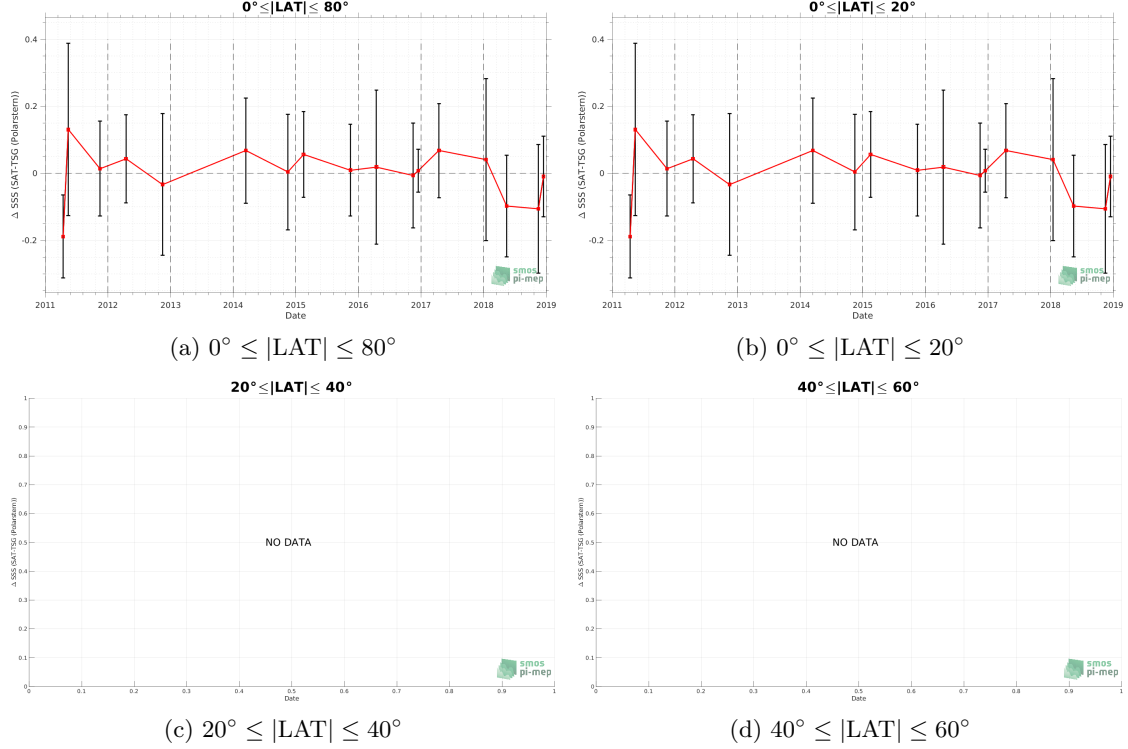 0°≤|LAT|≤ 80°
Δ SSS (SAT-TSG (Polarstern))
0.4
0.2
0
-0.2
2011 2012 2013 2014 2015 2016 2017 2018 2019
Date
smos
pi-mep
(a) 0° ≤ |LAT| ≤ 80°
0°≤|LAT|≤ 20°
Δ SSS (SAT-TSG (Polarstern))
0.4
0.2
0
-0.2
2011 2012 2013 2014 2015 2016 2017 2018 2019
Date
smos
pi-mep
(b) 0° ≤ |LAT| ≤ 20°
20°≤|LAT|≤ 40°
Δ SSS (SAT-TSG (Polarstern))
1
0.9
0.8
0.7
0.6
0.5
0.4
0.3
0.2
0.1
0
NO DATA
0 0.1 0.2 0.3 0.4 0.5 0.6 0.7 0.8 0.9 1
Date
smos
pi-mep
(c) 20° ≤ |LAT| ≤ 40°
40°≤|LAT|≤ 60°
Δ SSS (SAT-TSG (Polarstern))
1
0.9
0.8
0.7
0.6
0.5
0.4
0.3
0.2
0.1
0
NO DATA
0 0.1 0.2 0.3 0.4 0.5 0.6 0.7 0.8 0.9 1
Date
smos
pi-mep
(d) 40° ≤ |LAT| ≤ 60°